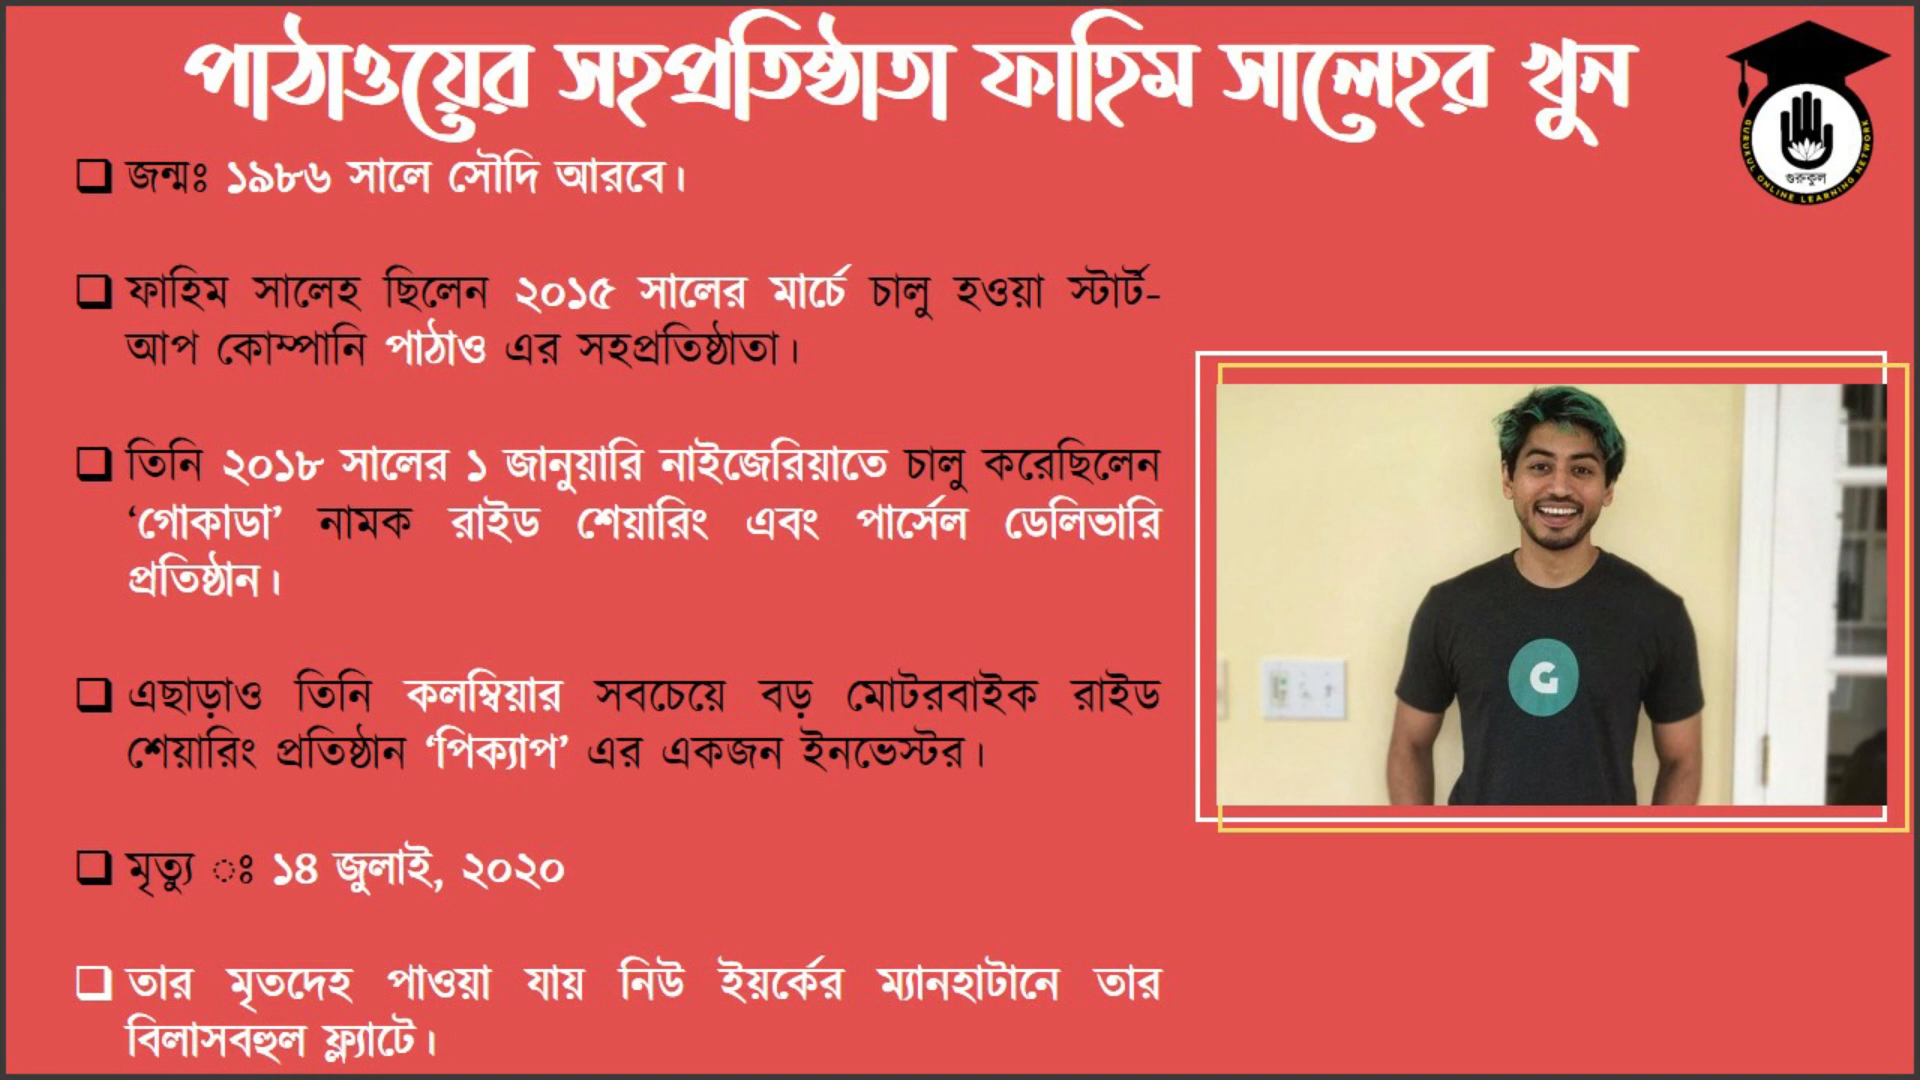 পাঠাওয়ের সহপ্রতিষ্ঠাতা ফাহিম সালেহর খুন
জন্মঃ ১৯৮৬ সালে সৌদি আরবে।
ফাহিম সালেহ ছিলেন ২০১৫ সালের মার্চে চালু হওয়া স্টার্ট-
আপ কোম্পানি পাঠাও এর সহপ্রতিষ্ঠাতা।
তিনি ২০১৮ সালের ১ জানুয়ারি নাইজেরিয়াতে চালু করেছিলেন
‘গোকাডা’ নামক রাইড শেয়ারিং এবং পার্সেল ডেলিভারি
প্রতিষ্ঠান।
এছাড়াও তিনি কলম্বিয়ার সবচেয়ে বড় মোটরবাইক রাইড
শেয়ারিং প্রতিষ্ঠান ‘পিক্যাপ’ এর একজন ইনভেস্টর।
মৃত্যু ঃ ১৪ জুলাই, ২০২০
তার মৃতদেহ পাওয়া যায় নিউ ইয়র্কের ম্যানহাটানে তার
বিলাসবহুল ফ্ল্যাটে।
গুরুকুল
GURUKUL ONLINE LEARNING NETWORK
G